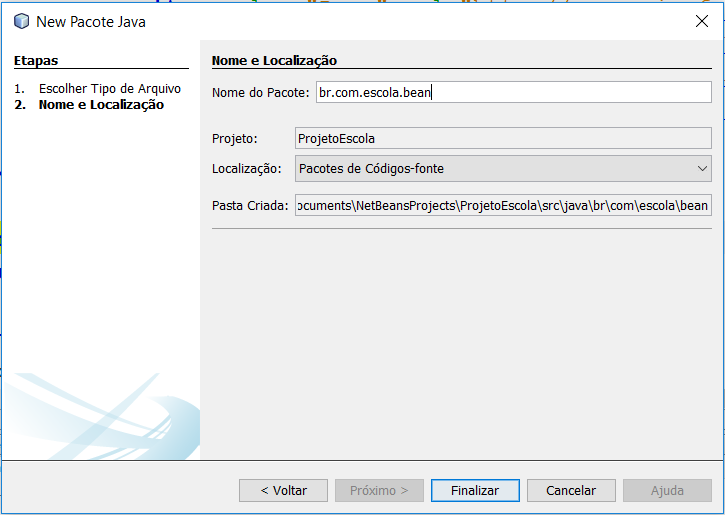 New Pacote Java
Etapas
1. Escolher Tipo de Arquivo
2. Nome e Localização
Nome e Localização
Nome do Pacote: br.com.escola.bean
Projeto: ProjetoEscola
Localização: Pacotes de Códigos-fonte
Pasta Criada: ocuments\NetBeansProjects\ProjetoEscola\src\java\br\com\escola\bean
< Voltar Próximo > Finalizar Cancelar Ajuda